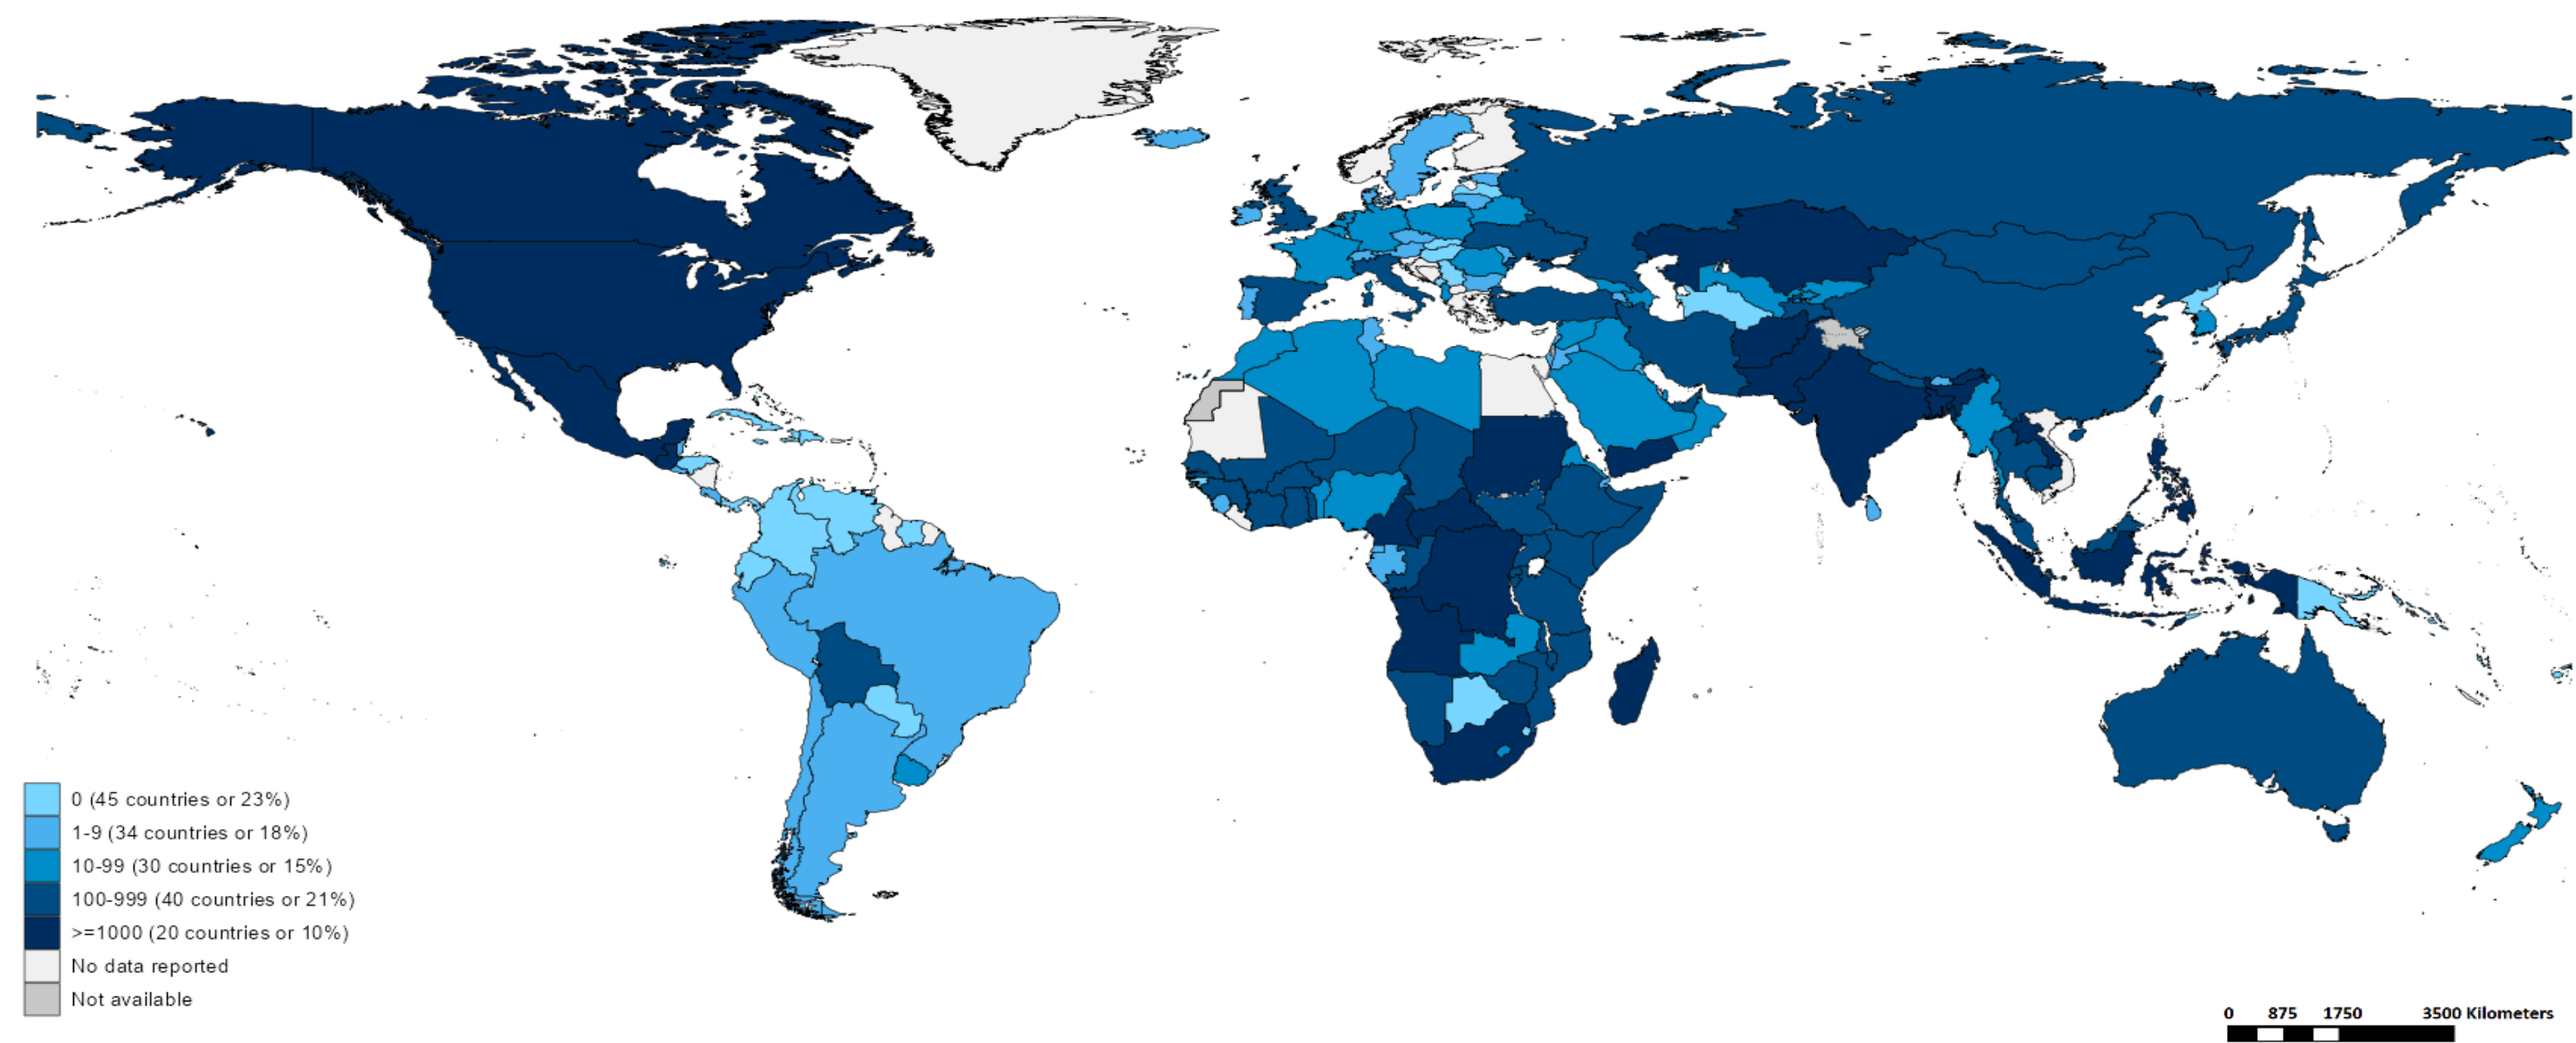 0 (45 countries or 23%)
1-9 (34 countries or 18%)
10-99 (30 countries or 15%)
100-999 (40 countries or 21%)
>=1000 (20 countries or 10%)
No data reported
Not available
0 875 1750 3500 Kilometers